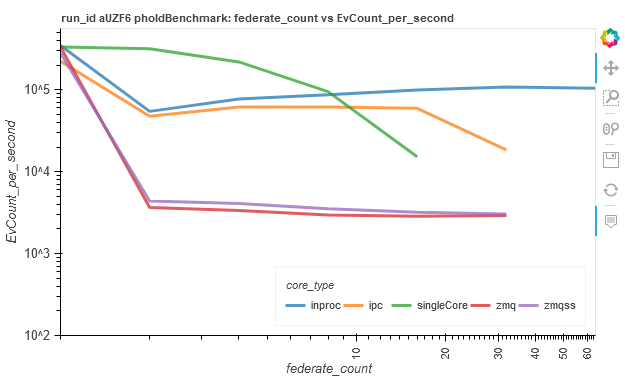 run_id aUZF6 pholdBenchmark: federate_count vs EvCount_per_second
EvCount_per_second
10^5
10^4
10^3
10^2
core_type
inproc ipc singleCore zmq zmqss
10 20 30 40 50 60
federate_count